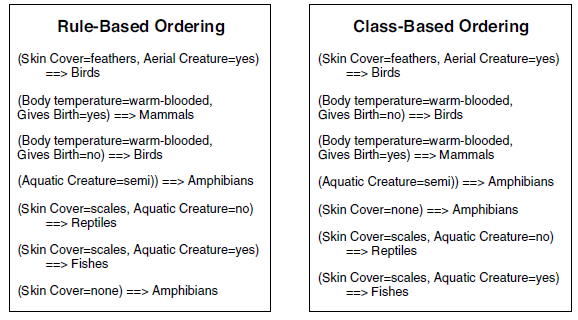 Rule-Based Ordering
(Skin Cover=feathers, Aerial Creature=yes)
==> Birds
(Body temperature=warm-blooded,
Gives Birth=yes) ==> Mammals
(Body temperature=warm-blooded,
Gives Birth=no) ==> Birds
(Aquatic Creature=semi)) ==> Amphibians
(Skin Cover=scales, Aquatic Creature=no)
==> Reptiles
(Skin Cover=scales, Aquatic Creature=yes)
==> Fishes
(Skin Cover=none) ==> Amphibians
Class-Based Ordering
(Skin Cover=feathers, Aerial Creature=yes)
==> Birds
(Body temperature=warm-blooded,
Gives Birth=no) ==> Birds
(Body temperature=warm-blooded,
Gives Birth=yes) ==> Mammals
(Aquatic Creature=semi)) ==> Amphibians
(Skin Cover=none) ==> Amphibians
(Skin Cover=scales, Aquatic Creature=no)
==> Reptiles
(Skin Cover=scales, Aquatic Creature=yes)
==> Fishes